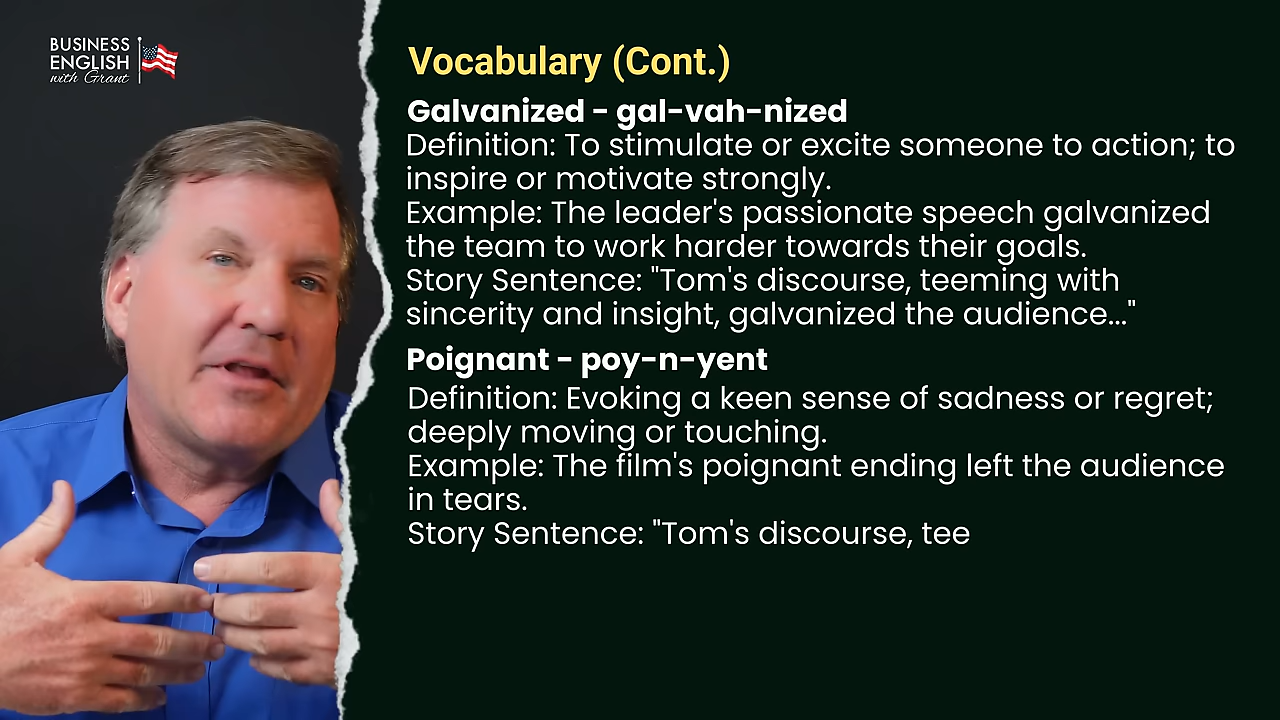 BUSINESS
ENGLISH
with Grant
Vocabulary (Cont.)
Galvanized - gal-vah-nized
Definition: To stimulate or excite someone to action; to
inspire or motivate strongly.
Example: The leader's passionate speech galvanized
the team to work harder towards their goals.
Story Sentence: "Tom's discourse, teeming with
sincerity and insight, galvanized the audience..."
Poignant - poy-n-yent
Definition: Evoking a keen sense of sadness or regret;
deeply moving or touching.
Example: The film's poignant ending left the audience
in tears.
Story Sentence: "Tom's discourse, tee